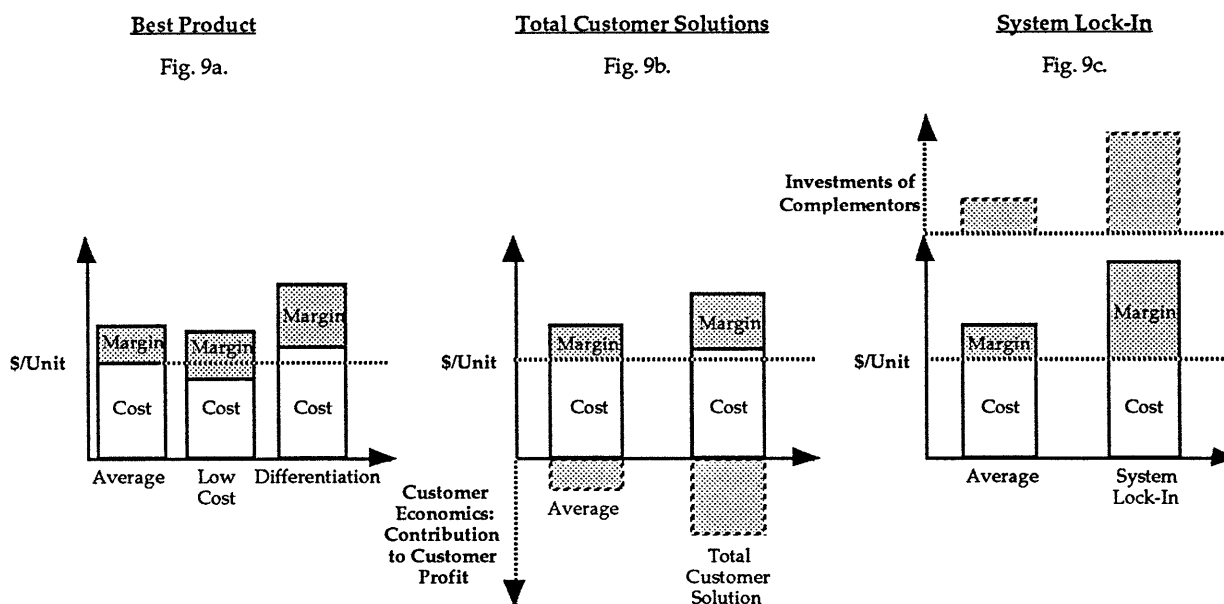 Best Product
Fig. 9a.
$/Unit
Margin
Margin
Margin
Cost
Cost
Cost
Average
Low
Cost
Differentiation
Total Customer Solutions
Fig. 9b.
Margin
Margin
Cost
Cost
Average
Customer
Economics:
Contribution
to Customer
Profit
Total
Customer
Solution
System Lock-In
Fig. 9c.
Investments of
Complementors
$/Unit
Margin
Margin
Cost
Cost
Average
System
Lock-In